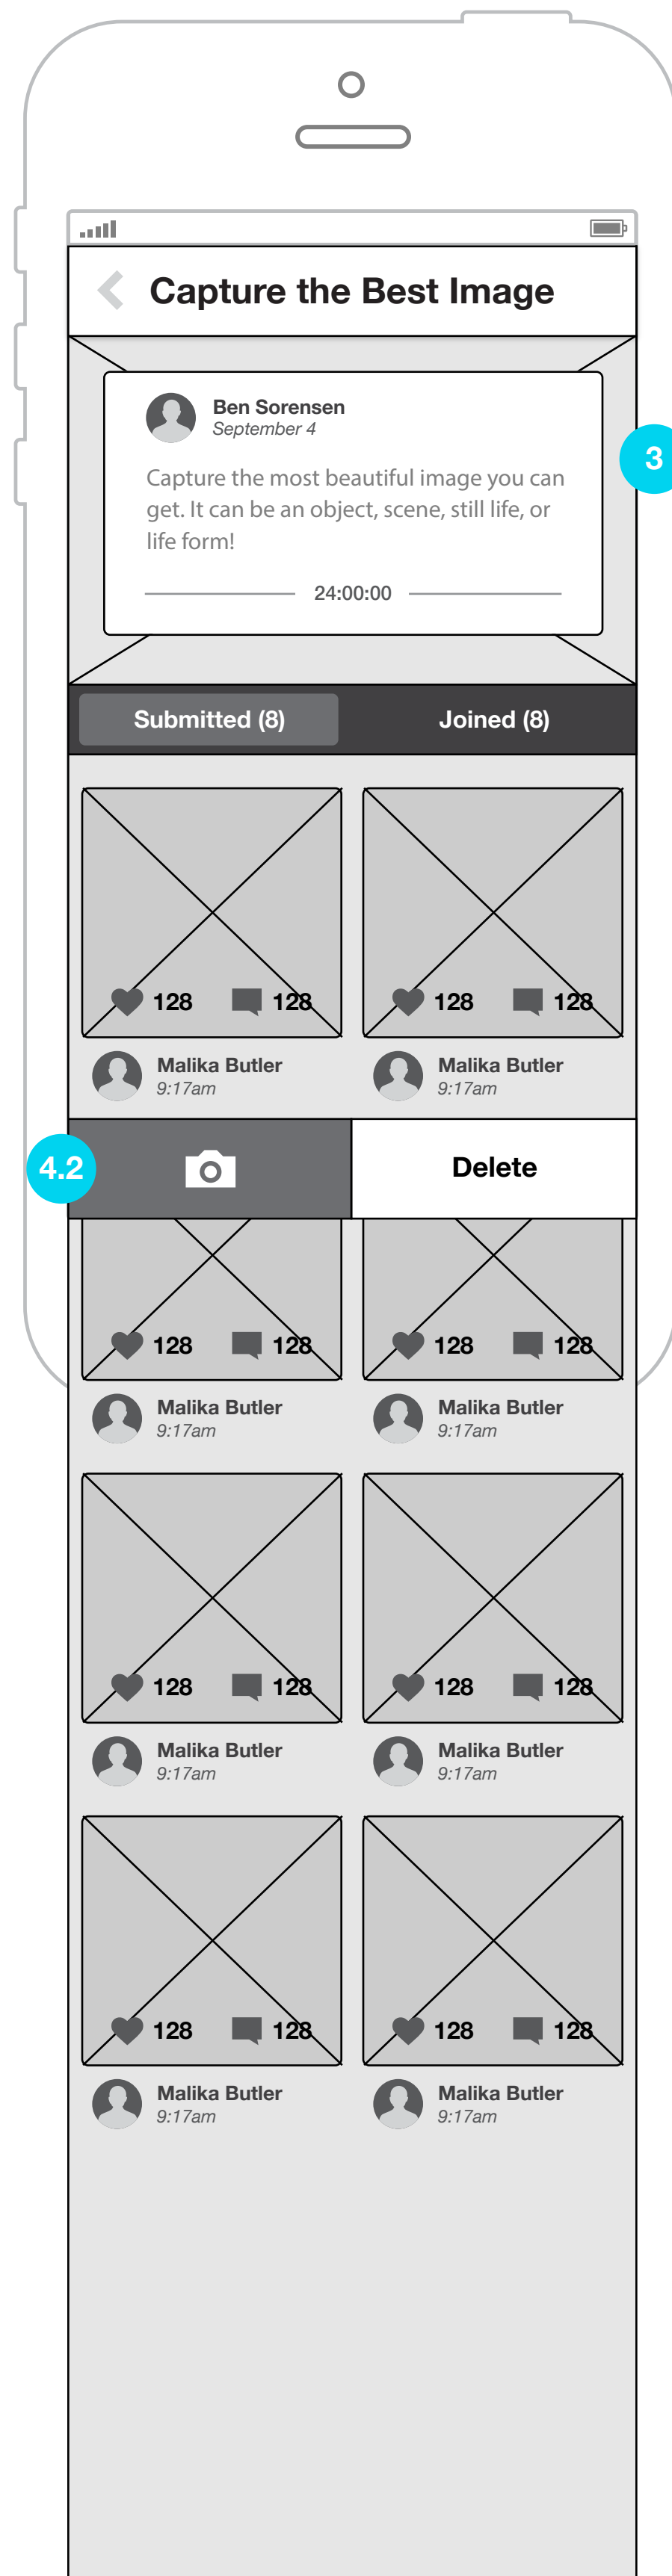 Capture the Best Image
Ben Sorensen
September 4
3
Capture the most beautiful image you can
get. It can be an object, scene, still life, or
life form!
24:00:00
Submitted (8) Joined (8)
128 128 128 128
Malika Butler Malika Butler
9:17am 9:17am
4.2 Delete
128 128 128 128
Malika Butler Malika Butler
9:17am 9:17am
128 128 128 128
Malika Butler Malika Butler
9:17am 9:17am
128 128 128 128
Malika Butler Malika Butler
9:17am 9:17am